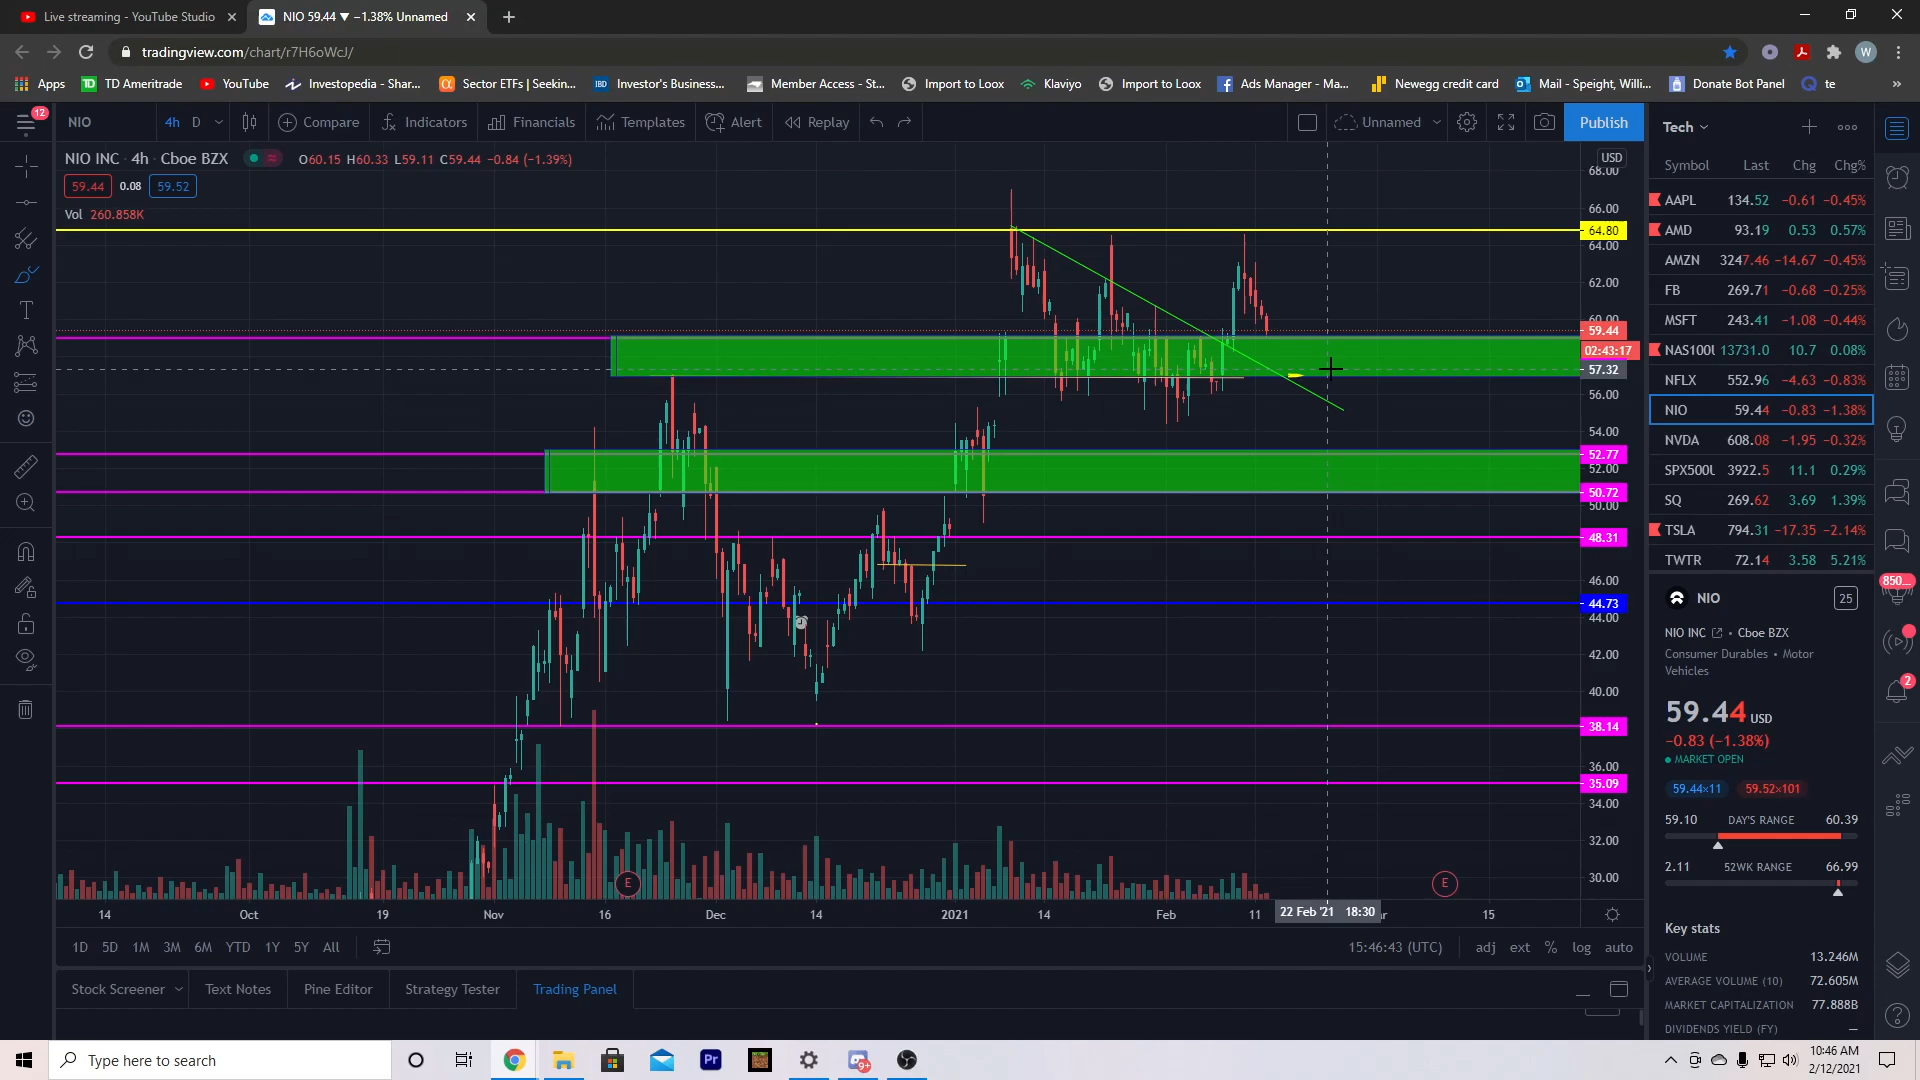 Live streaming - YouTube Studio
NIO 59.44 ▼ −1.38% Unnamed
tradingview.com/chart/r7H6oWcJ/
W
Apps
TD Ameritrade
YouTube
Investopedia - Shar...
Sector ETFs | Seekin...
IBD Investor's Business...
Member Access - St...
Import to Loox
Klaviyo
Import to Loox
Ads Manager - Ma...
Newegg credit card
Mail - Speight, Willi...
Donate Bot Panel
te
12
NIO
4h D
Compare
Indicators
Financials
Templates
Alert
Replay
Unnamed
Publish
NIO INC · 4h · Cboe BZX
O60.15 H60.33 L59.11 C59.44 −0.84 (−1.39%)
59.44 0.08 59.52
Vol 260.858K
USD
68.00
66.00
64.80
64.00
62.00
60.00
59.44
02:43:17
57.32
56.00
54.00
52.77
52.00
50.72
50.00
48.31
46.00
44.73
44.00
42.00
40.00
38.14
36.00
35.09
34.00
32.00
30.00
E
E
14 Oct 19 Nov 16 Dec 14 2021 14 Feb 11 22 Feb '21 18:30 ar 15
1D 5D 1M 3M 6M YTD 1Y 5Y All
15:46:43 (UTC) adj ext % log auto
Stock Screener
Text Notes
Pine Editor
Strategy Tester
Trading Panel
Tech
Symbol Last Chg Chg%
AAPL 134.52 −0.61 −0.45%
AMD 93.19 0.53 0.57%
AMZN 3247.46 −14.67 −0.45%
FB 269.71 −0.68 −0.25%
MSFT 243.41 −1.08 −0.44%
NAS100U 13731.0 10.7 0.08%
NFLX 552.96 −4.63 −0.83%
NIO 59.44 −0.83 −1.38%
NVDA 608.08 −1.95 −0.32%
SPX500U 3922.5 11.1 0.29%
SQ 269.62 3.69 1.39%
TSLA 794.31 −17.35 −2.14%
TWTR 72.14 3.58 5.21%
NIO 25
NIO INC • Cboe BZX
Consumer Durables • Motor
Vehicles
59.44 USD
−0.83 (−1.38%)
MARKET OPEN
59.44×11 59.52×101
59.10 DAY'S RANGE 60.39
2.11 52WK RANGE 66.99
Key stats
VOLUME 13.246M
AVERAGE VOLUME (10) 72.605M
MARKET CAPITALIZATION 77.888B
DIVIDENDS YIELD (FY) —
850
2
Type here to search
Pr
9+
10:46 AM
2/12/2021